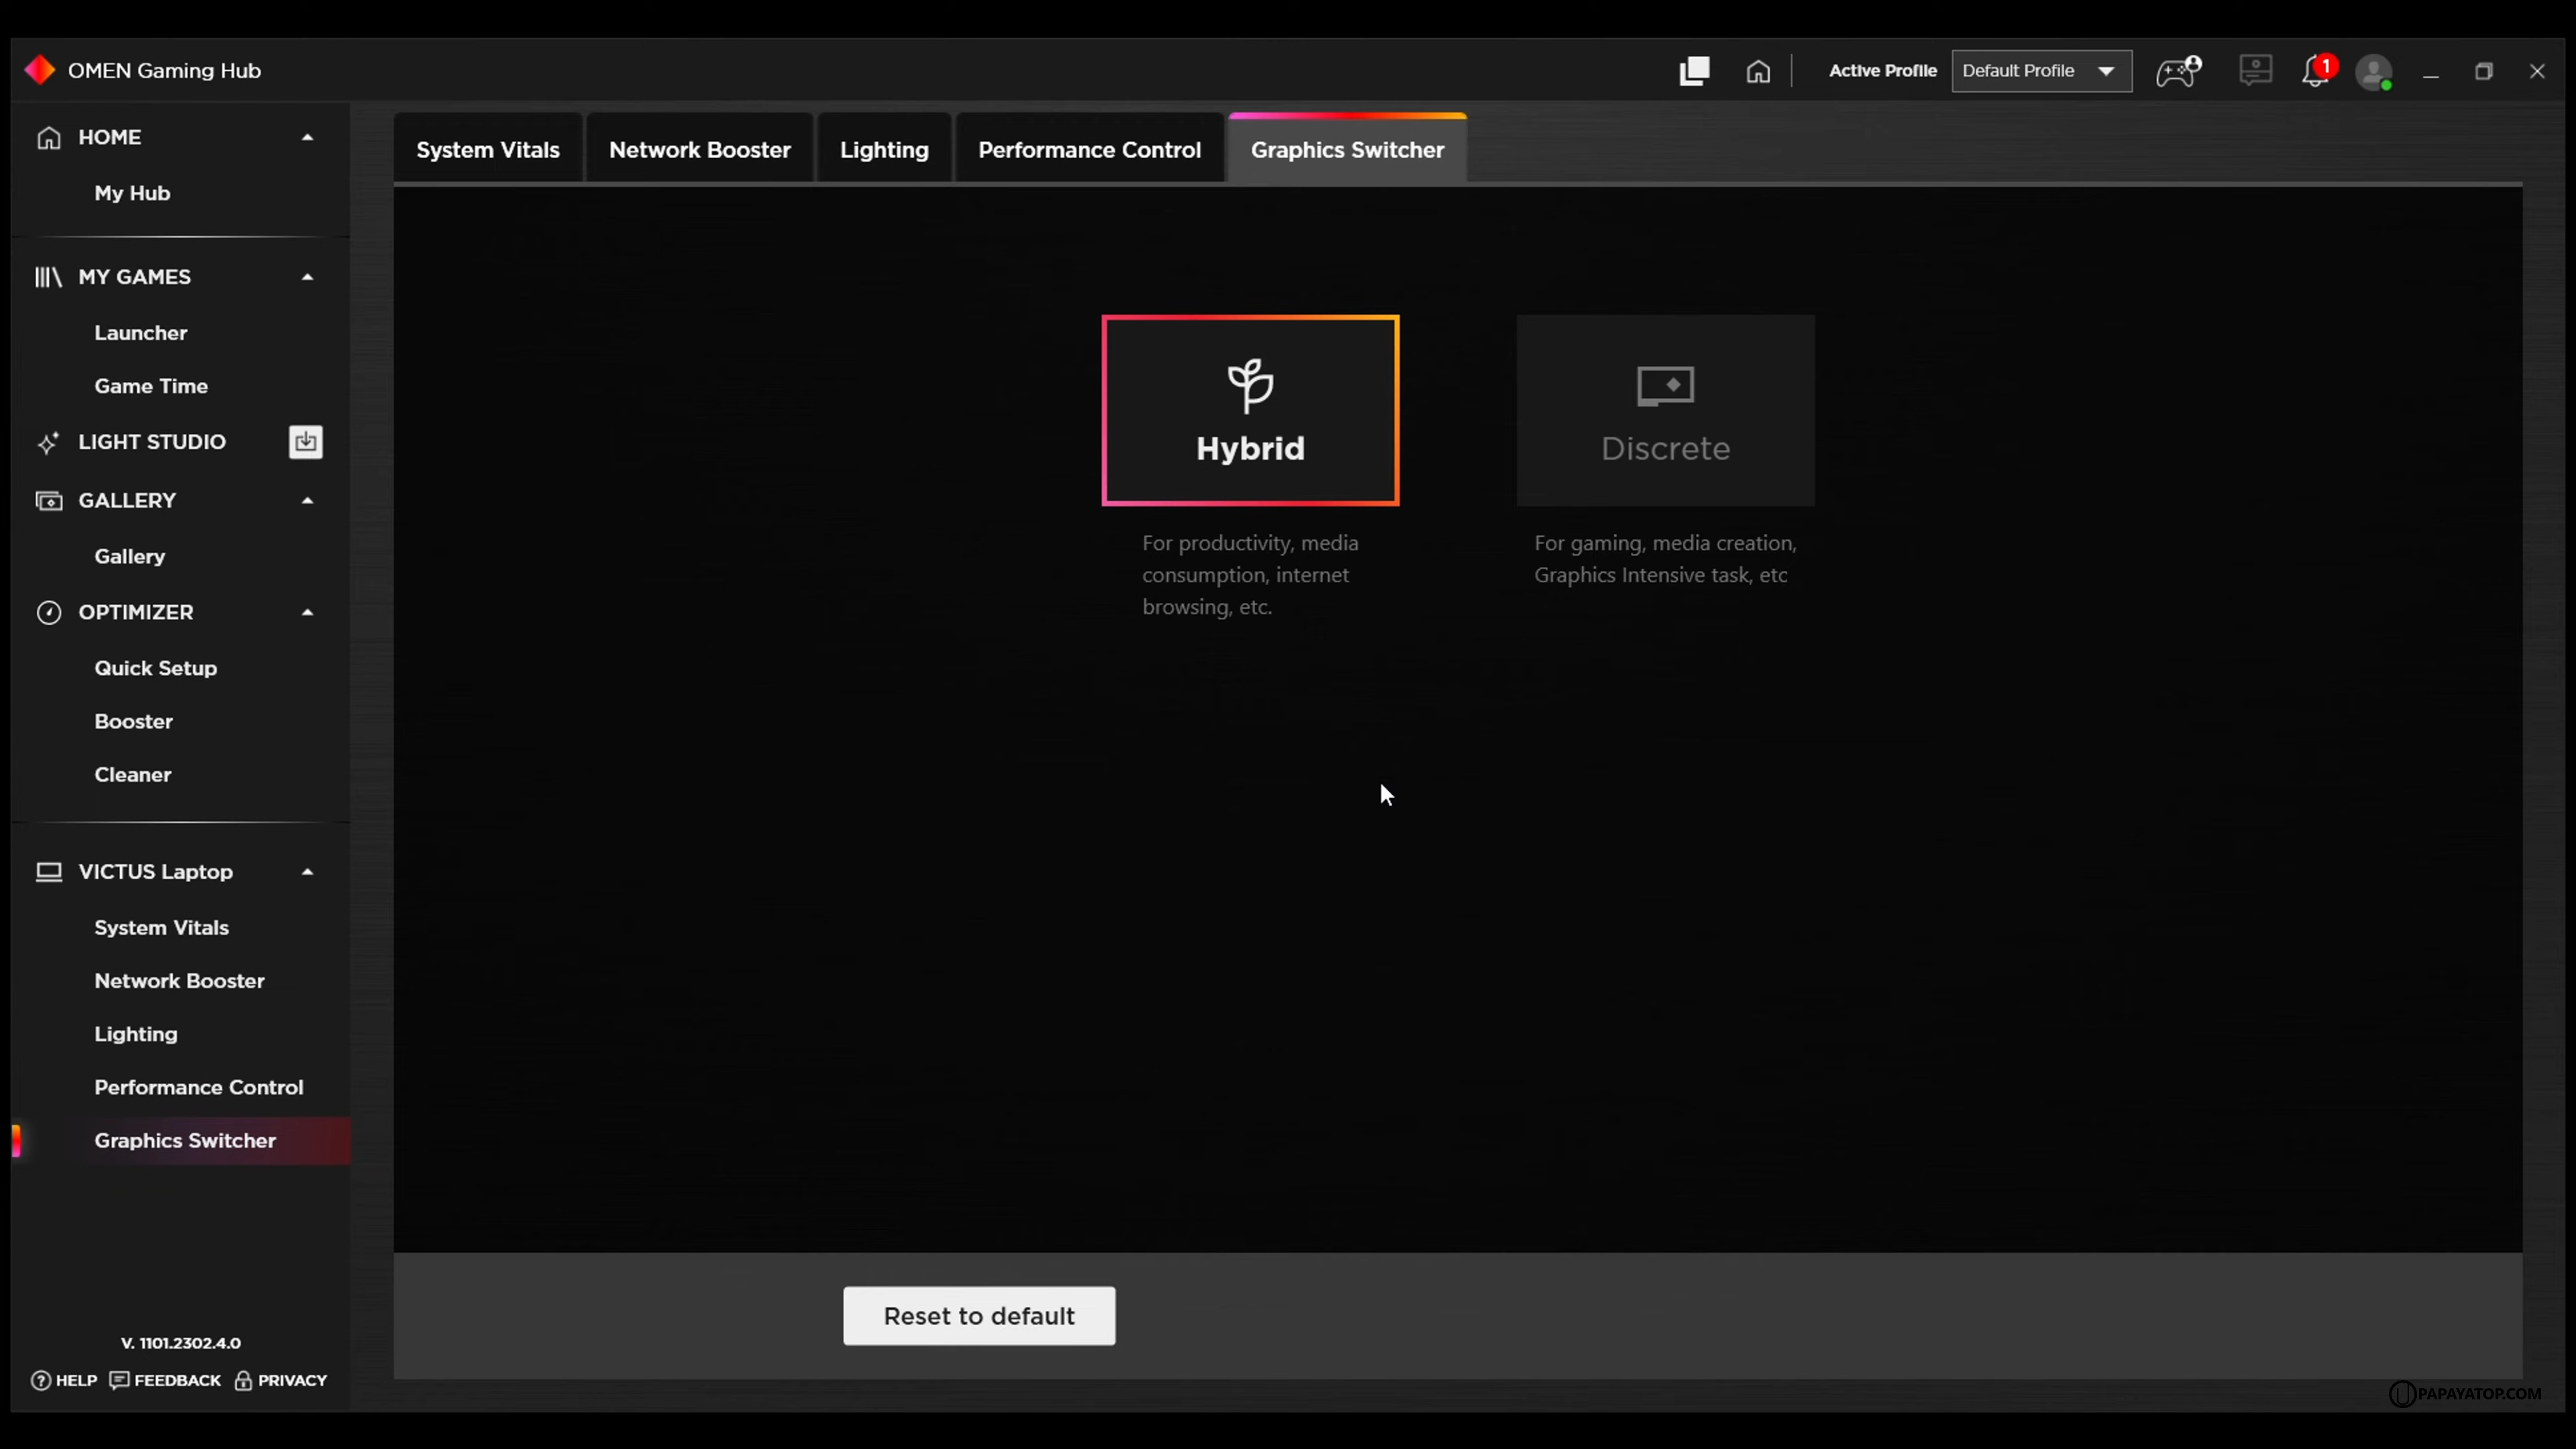 OMEN Gaming Hub
Active Profile
Default Profile
1
HOME
My Hub
MY GAMES
Launcher
Game Time
LIGHT STUDIO
GALLERY
Gallery
OPTIMIZER
Quick Setup
Booster
Cleaner
VICTUS Laptop
System Vitals
Network Booster
Lighting
Performance Control
Graphics Switcher
V. 1101.2302.4.0
HELP FEEDBACK PRIVACY
System Vitals
Network Booster
Lighting
Performance Control
Graphics Switcher
Hybrid
For productivity, media
consumption, internet
browsing, etc.
Discrete
For gaming, media creation,
Graphics Intensive task, etc
Reset to default
PAPAYATOP.COM